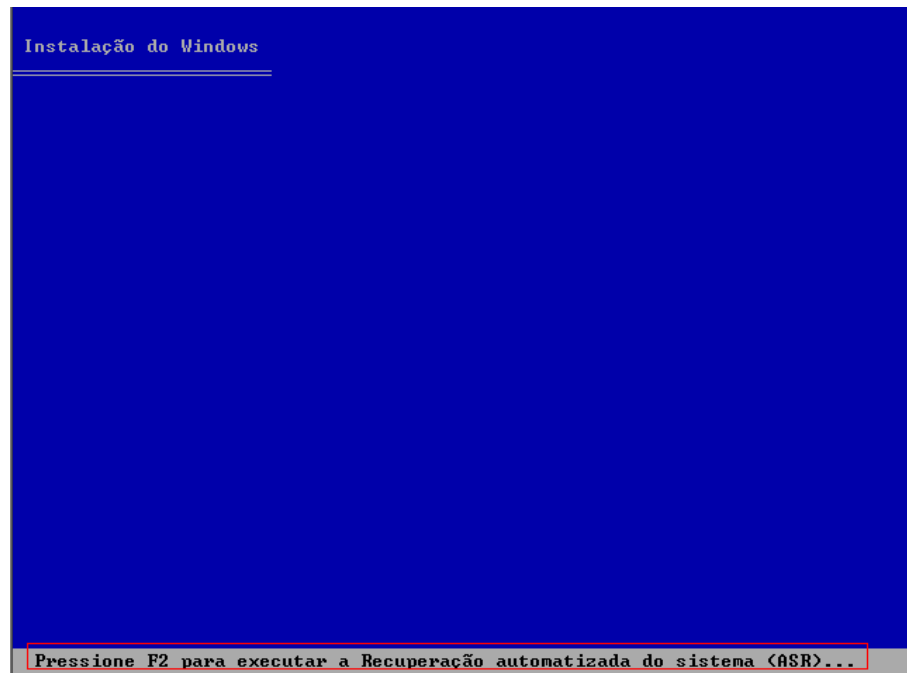 Instalação do Windows
Pressione F2 para executar a Recuperação automatizada do sistema (ASR)...